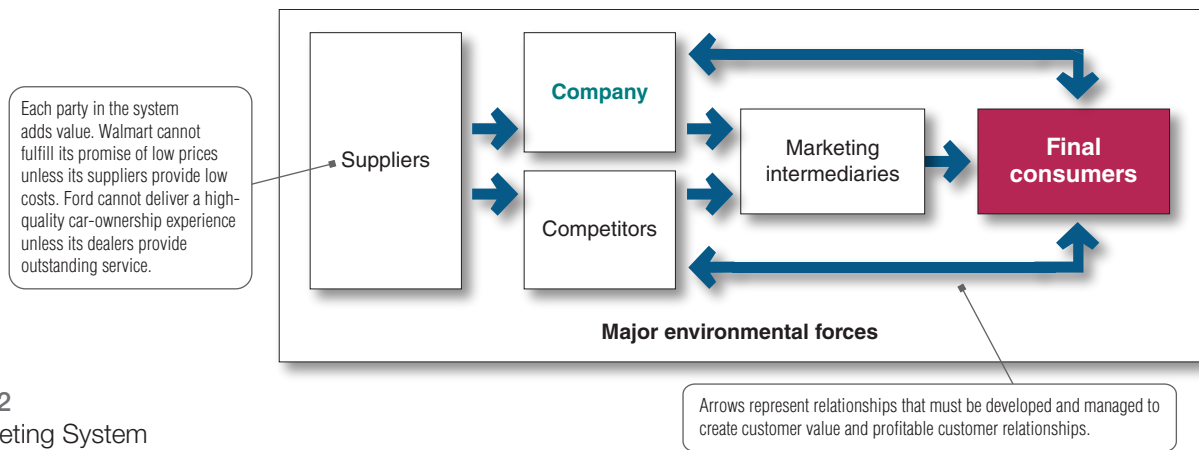 Each party in the system
adds value. Walmart cannot
fulfill its promise of low prices
unless its suppliers provide low
costs. Ford cannot deliver a high-
quality car-ownership experience
unless its dealers provide
outstanding service.
Suppliers
Company
Competitors
Marketing
intermediaries
Final
consumers
Major environmental forces
Arrows represent relationships that must be developed and managed to
create customer value and profitable customer relationships.
2
eting System